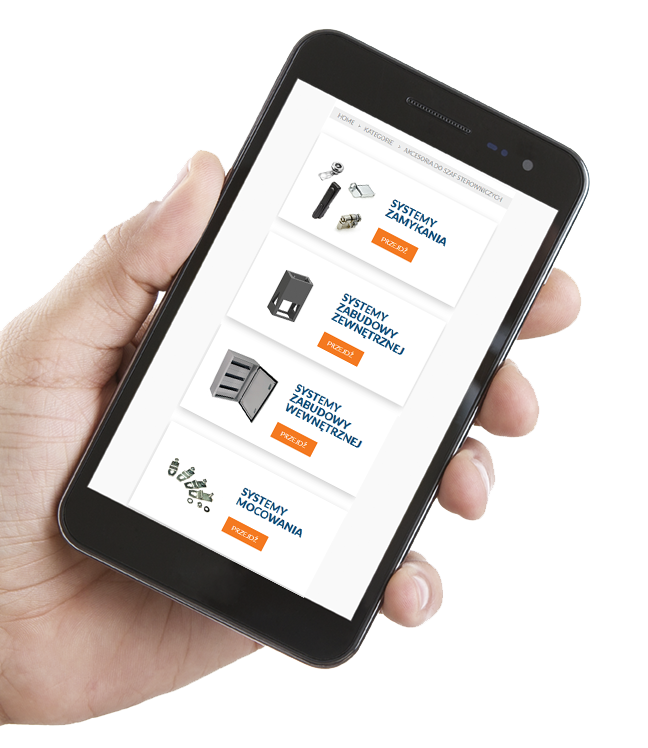 HOME > KATEGORIE > AKCESORIA DO SZAF STEROWNICZYCH
SYSTEMY
ZAMYKANIA
PRZEJDŹ
SYSTEMY
ZABUDOWY
ZEWNĘTRZNEJ
PRZEJDŹ
SYSTEMY
ZABUDOWY
WEWNĘTRZNEJ
PRZEJDŹ
SYSTEMY
MOCOWANIA
PRZEJDŹ